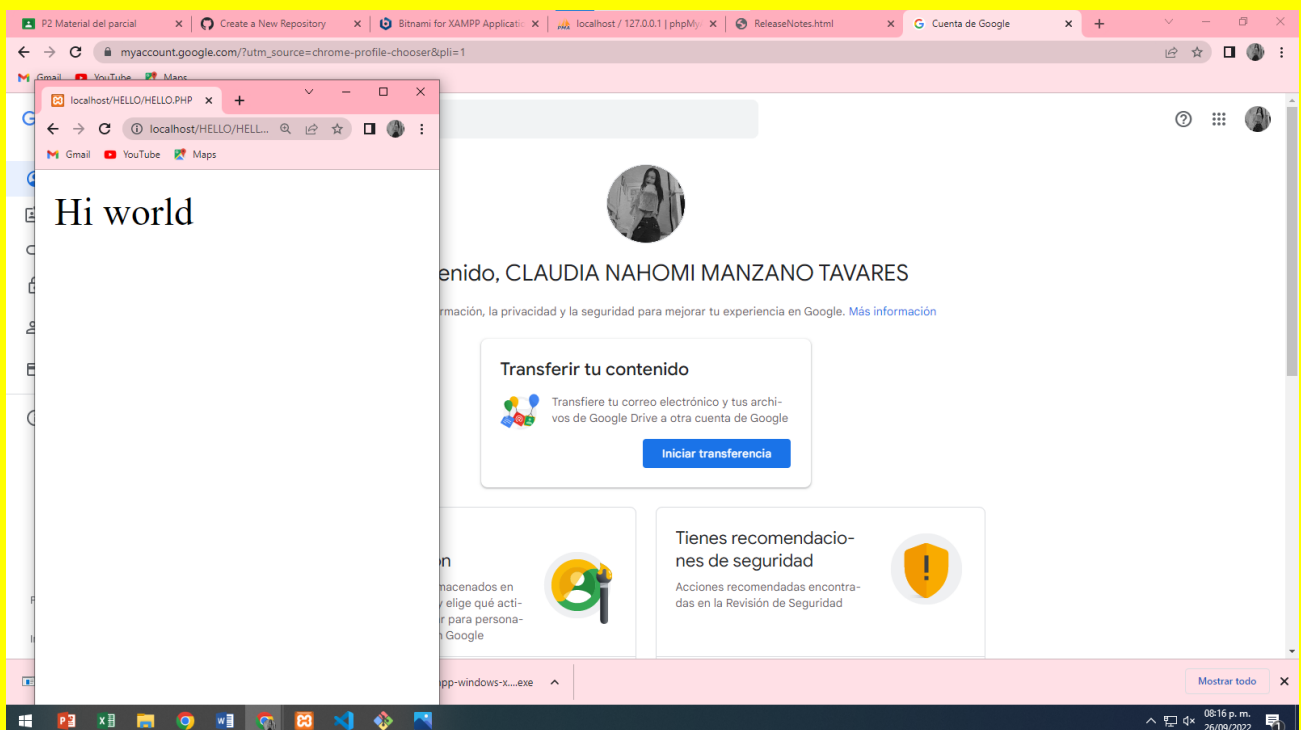 P2 Material del parcial
Create a New Repository
Bitnami for XAMPP Applicatic
localhost / 127.0.0.1 | phpMy
ReleaseNotes.html
Cuenta de Google
myaccount.google.com/?utm_source=chrome-profile-chooser&pli=1
Gmail YouTube Maps
localhost/HELLO/HELLO.PHP
localhost/HELLO/HELL...
Gmail YouTube Maps
Hi world
enido, CLAUDIA NAHOMI MANZANO TAVARES
rmación, la privacidad y la seguridad para mejorar tu experiencia en Google. Más información
Transferir tu contenido
Transfiere tu correo electrónico y tus archi-
vos de Google Drive a otra cuenta de Google
Iniciar transferencia
macenados en
y elige qué acti-
r para persona-
Google
Tienes recomendacio-
nes de seguridad
Acciones recomendadas encontra-
das en la Revisión de Seguridad
pp-windows-x....exe
Mostrar todo
08:16 p. m.
26/09/2022